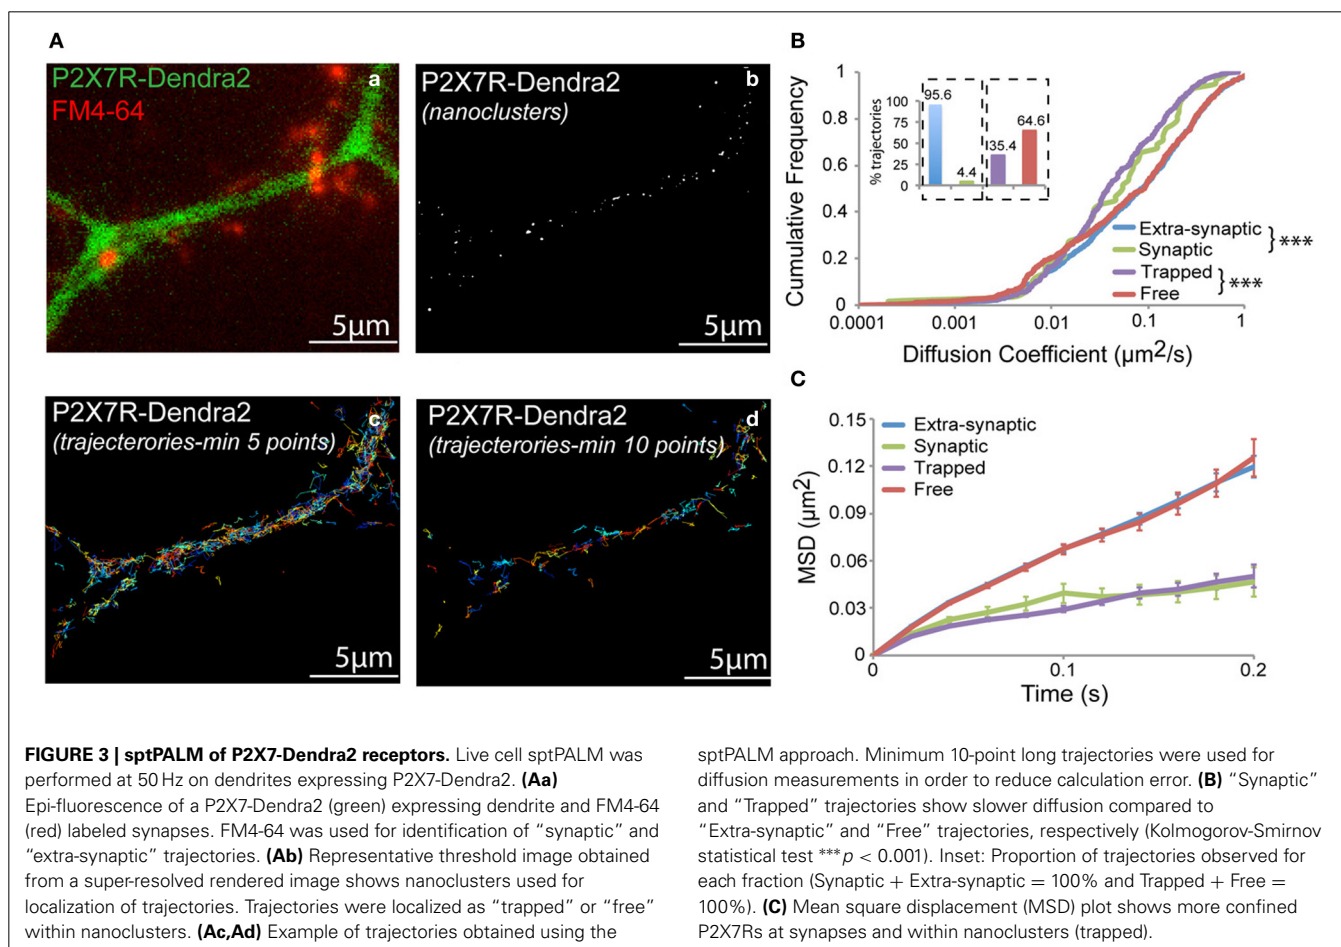 A
P2X7R-Dendra2
a
FM4-64
5µm
P2X7R-Dendra2
b
(nanoclusters)
5µm
P2X7R-Dendra2
c
(trajecterories-min 5 points)
5µm
P2X7R-Dendra2
d
(trajecterories-min 10 points)
5µm
B
Cumulative Frequency
1
0.8
0.6
0.4
0.2
0
0.0001
0.001
0.01
0.1
1
Diffusion Coefficient (µm²/s)
% trajectories
100
75
50
25
0
95.6
4.4
35.4
64.6
Extra-synaptic
Synaptic
***
Trapped
Free
***
C
MSD (µm²)
0.15
0.12
0.09
0.06
0.03
0
0
0.1
0.2
Time (s)
Extra-synaptic
Synaptic
Trapped
Free
FIGURE 3 | sptPALM of P2X7-Dendra2 receptors. Live cell sptPALM was
performed at 50 Hz on dendrites expressing P2X7-Dendra2. (Aa)
Epi-fluorescence of a P2X7-Dendra2 (green) expressing dendrite and FM4-64
(red) labeled synapses. FM4-64 was used for identification of “synaptic” and
“extra-synaptic” trajectories. (Ab) Representative threshold image obtained
from a super-resolved rendered image shows nanoclusters used for
localization of trajectories. Trajectories were localized as “trapped” or “free”
within nanoclusters. (Ac,Ad) Example of trajectories obtained using the
sptPALM approach. Minimum 10-point long trajectories were used for
diffusion measurements in order to reduce calculation error. (B) “Synaptic”
and “Trapped” trajectories show slower diffusion compared to
“Extra-synaptic” and “Free” trajectories, respectively (Kolmogorov-Smirnov
statistical test ***p < 0.001). Inset: Proportion of trajectories observed for
each fraction (Synaptic + Extra-synaptic = 100% and Trapped + Free =
100%). (C) Mean square displacement (MSD) plot shows more confined
P2X7Rs at synapses and within nanoclusters (trapped).